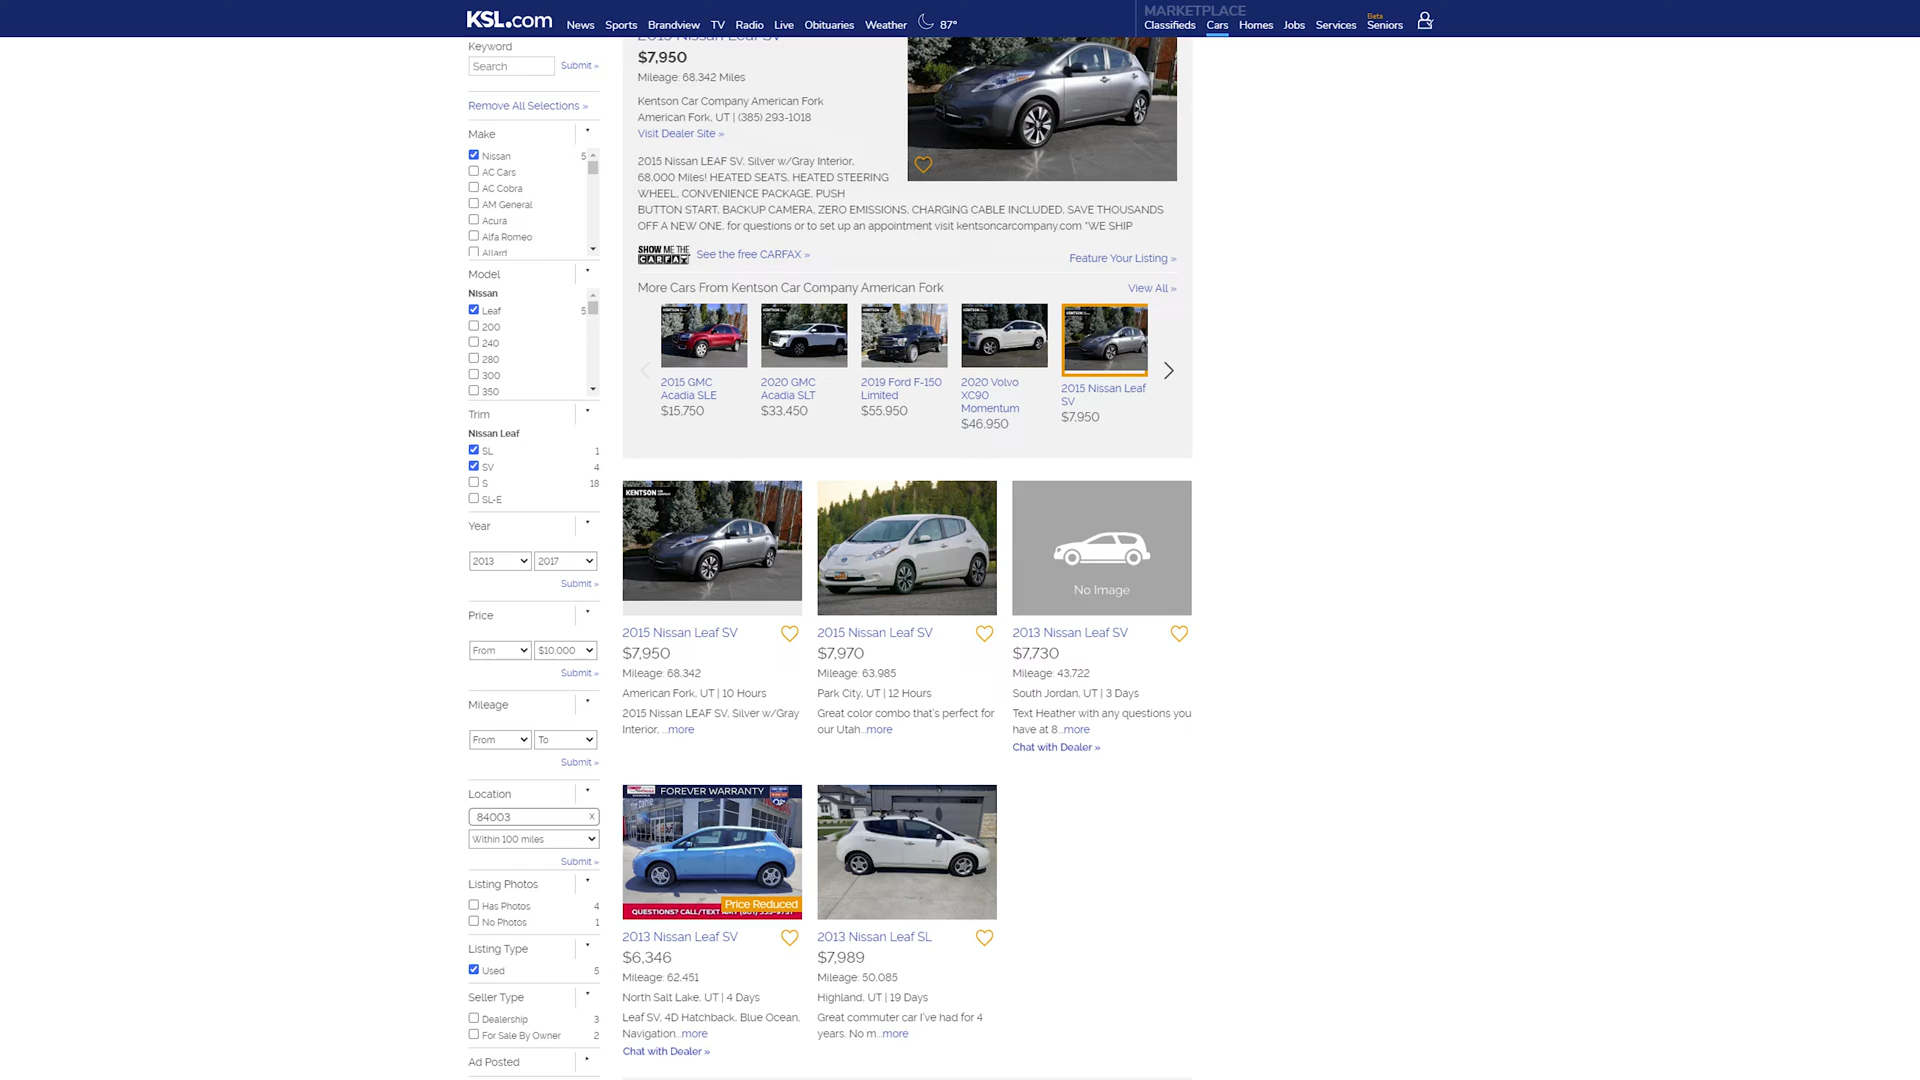 KSL.com
News Sports Brandview TV Radio Live Obituaries Weather 87°
MARKETPLACE
Classifieds Cars Homes Jobs Services Beta Seniors
Keyword
Search Submit »
Remove All Selections »
Make
Nissan 5
AC Cars
AC Cobra
AM General
Acura
Alfa Romeo
Allard
Model
Nissan
Leaf 5
200
240
280
300
350
Trim
Nissan Leaf
SL 1
SV 4
S 18
SL-E
Year
2013 2017
Submit »
Price
From $10,000
Submit »
Mileage
From To
Submit »
Location
84003 X
Within 100 miles
Submit »
Listing Photos
Has Photos 4
No Photos 1
Listing Type
Used 5
Seller Type
Dealership 3
For Sale By Owner 2
Ad Posted
2015 Nissan Leaf SV
$7,950
Mileage: 68,342 Miles
Kentson Car Company American Fork
American Fork, UT | (385) 293-1018
Visit Dealer Site »
2015 Nissan LEAF SV, Silver w/Gray Interior,
68,000 Miles! HEATED SEATS, HEATED STEERING
WHEEL, CONVENIENCE PACKAGE, PUSH
BUTTON START, BACKUP CAMERA, ZERO EMISSIONS, CHARGING CABLE INCLUDED, SAVE THOUSANDS
OFF A NEW ONE, for questions or to set up an appointment visit kentsoncarcompany.com *WE SHIP
SHOW ME THE
CARFAX
See the free CARFAX »
Feature Your Listing »
More Cars From Kentson Car Company American Fork
View All »
2015 GMC
Acadia SLE
$15,750
2020 GMC
Acadia SLT
$33,450
2019 Ford F-150
Limited
$55,950
2020 Volvo
XC90
Momentum
$46,950
2015 Nissan Leaf
SV
$7,950
KENTSON
2015 Nissan Leaf SV
$7,950
Mileage: 68,342
American Fork, UT | 10 Hours
2015 Nissan LEAF SV, Silver w/Gray
Interior, ...more
2015 Nissan Leaf SV
$7,970
Mileage: 63,985
Park City, UT | 12 Hours
Great color combo that's perfect for
our Utah...more
No Image
2013 Nissan Leaf SV
$7,730
Mileage: 43,722
South Jordan, UT | 3 Days
Text Heather with any questions you
have at 8...more
Chat with Dealer »
FOREVER WARRANTY
Price Reduced
QUESTIONS? CALL/TEXT
2013 Nissan Leaf SV
$6,346
Mileage: 62,451
North Salt Lake, UT | 4 Days
Leaf SV, 4D Hatchback, Blue Ocean,
Navigation...more
Chat with Dealer »
2013 Nissan Leaf SL
$7,989
Mileage: 50,085
Highland, UT | 19 Days
Great commuter car I've had for 4
years. No m...more